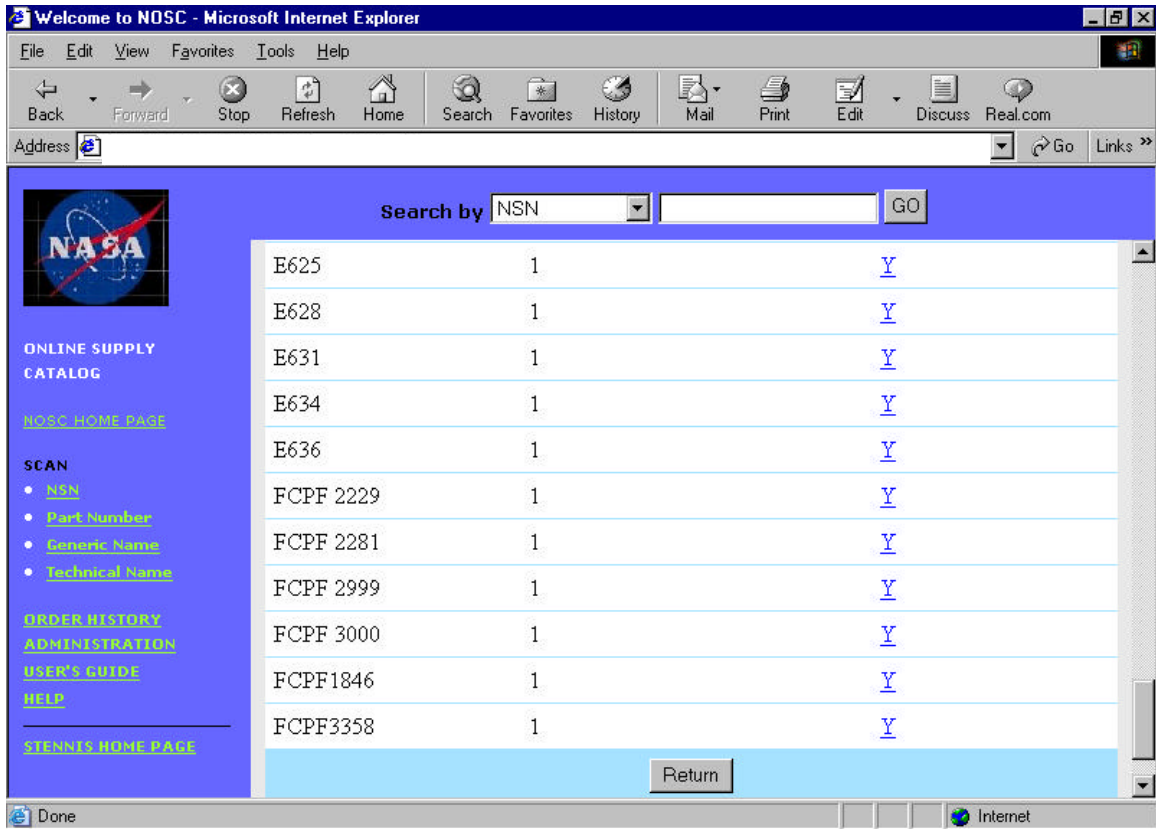 Welcome to NOSC - Microsoft Internet Explorer
File Edit View Favorites Tools Help
Back Forward Stop Refresh Home Search Favorites History Mail Print Edit Discuss Real.com
Address Go Links »
NASA
Search by NSN GO
ONLINE SUPPLY
CATALOG
NOSC HOME PAGE
SCAN
• NSN
• Part Number
• Generic Name
• Technical Name
ORDER HISTORY
ADMINISTRATION
USER'S GUIDE
HELP
STENNIS HOME PAGE
E625 1 Y
E628 1 Y
E631 1 Y
E634 1 Y
E636 1 Y
FCPF 2229 1 Y
FCPF 2281 1 Y
FCPF 2999 1 Y
FCPF 3000 1 Y
FCPF1846 1 Y
FCPF3358 1 Y
Return
Done Internet